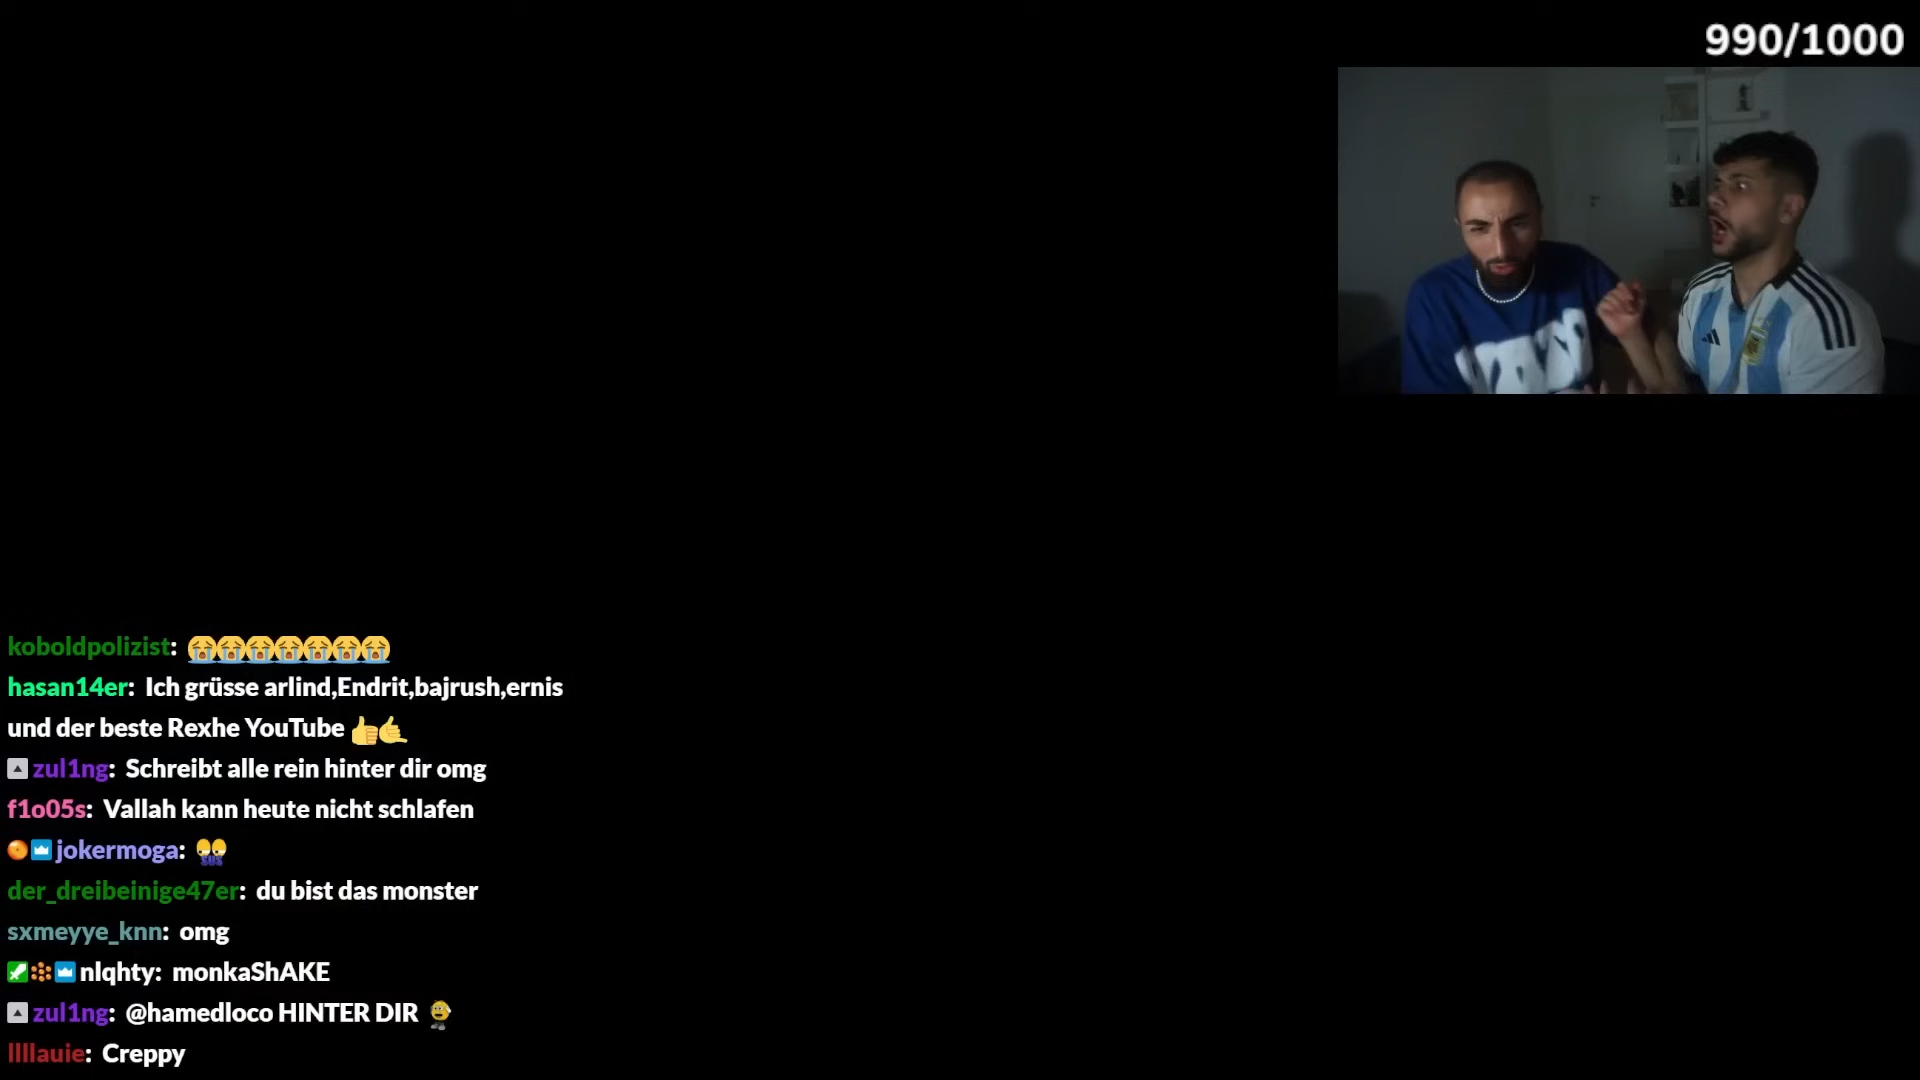 990/1000
koboldpolizist: 😭😭😭😭😭😭😭
hasan14er: Ich grüsse arlind,Endrit,bajrush,ernis
und der beste Rexhe YouTube 👍🤙
zul1ng: Schreibt alle rein hinter dir omg
f1o05s: Vallah kann heute nicht schlafen
jokermoga: SUS
der_dreibeinige47er: du bist das monster
sxmeyye_knn: omg
nlqhty: monkaShAKE
zul1ng: @hamedloco HINTER DIR
llllauie: Creppy